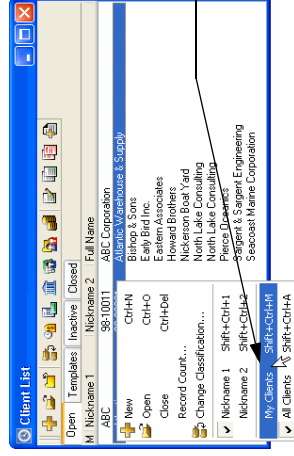 Client List
Open Templates Inactive Closed
M Nickname 1 Nickname 2 Full Name
ABC 98-10011 ABC Corporation
Atlantic Warehouse & Supply
Bishop & Sons
Early Bird Inc.
Eastern Associates
Howard Brothers
Nickerson Boat Yard
North Lake Consulting
North Lake Consulting
Pierce
Sargent & Sargent Engineering
Seacoast Marine Corporation
New Ctrl+N
Open Ctrl+O
Close Ctrl+Del
Record Count...
Change Classification...
Nickname 1 Shift+Ctrl+1
Nickname 2 Shift+Ctrl+2
My Clients Shift+Ctrl+M
All Clients Shift+Ctrl+A